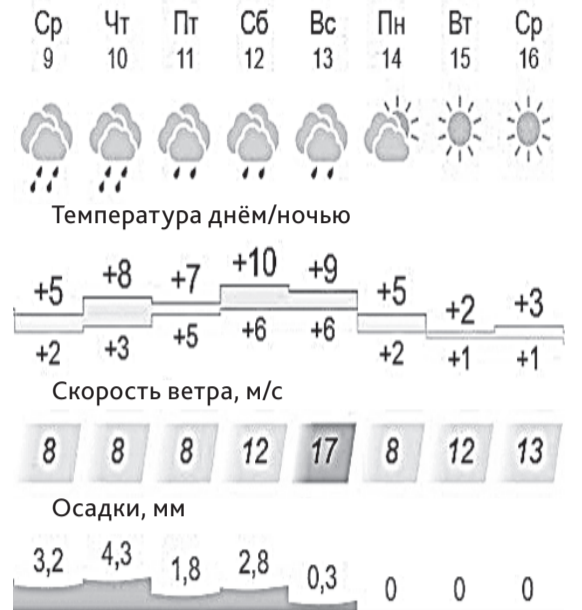 Ср Чт Пт Сб Вс Пн Вт Ср
9 10 11 12 13 14 15 16
Температура днём/ночью
+5 +8 +7 +10 +9 +5 +2 +3
+2 +3 +5 +6 +6 +2 +1 +1
Скорость ветра, м/с
8 8 8 12 17 8 12 13
Осадки, мм
3,2 4,3 1,8 2,8 0,3 0 0 0